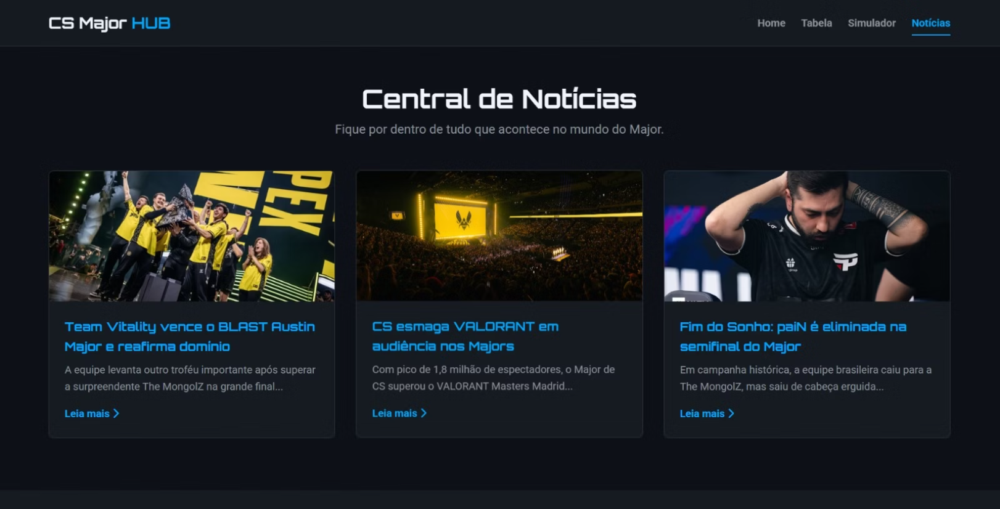 CS Major HUB
Home
Tabela
Simulador
Notícias
Central de Notícias
Fique por dentro de tudo que acontece no mundo do Major.
PEX
Team Vitality vence o BLAST Austin
Major e reafirma domínio
A equipe levanta outro troféu importante após superar
a surpreendente The MongolZ na grande final...
Leia mais
CS esmaga VALORANT em
audiência nos Majors
Com pico de 1,8 milhão de espectadores, o Major de
CS superou o VALORANT Masters Madrid...
Leia mais
Fim do Sonho: paiN é eliminada na
semifinal do Major
Em campanha histórica, a equipe brasileira caiu para a
The MongolZ, mas saiu de cabeça erguida...
Leia mais